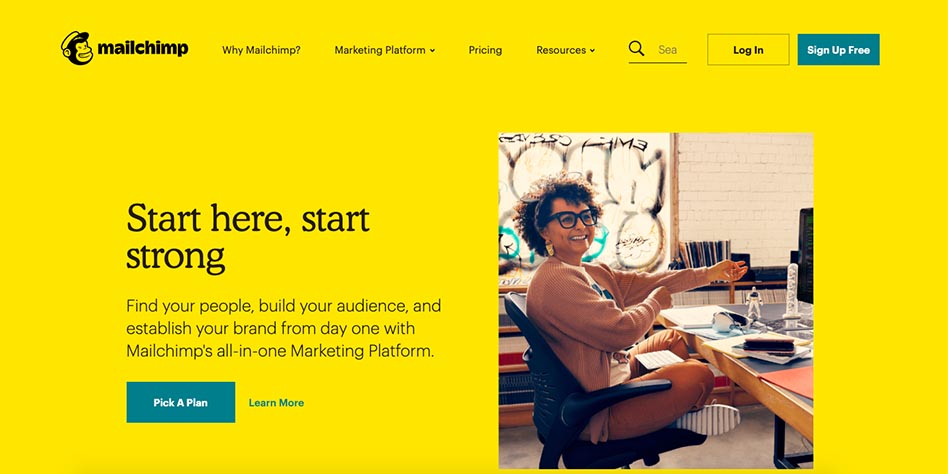 mailchimp
Why Mailchimp?
Marketing Platform
Pricing
Resources
Sea
Log In
Sign Up Free
Start here, start
strong
Find your people, build your audience, and
establish your brand from day one with
Mailchimp's all-in-one Marketing Platform.
Pick A Plan
Learn More